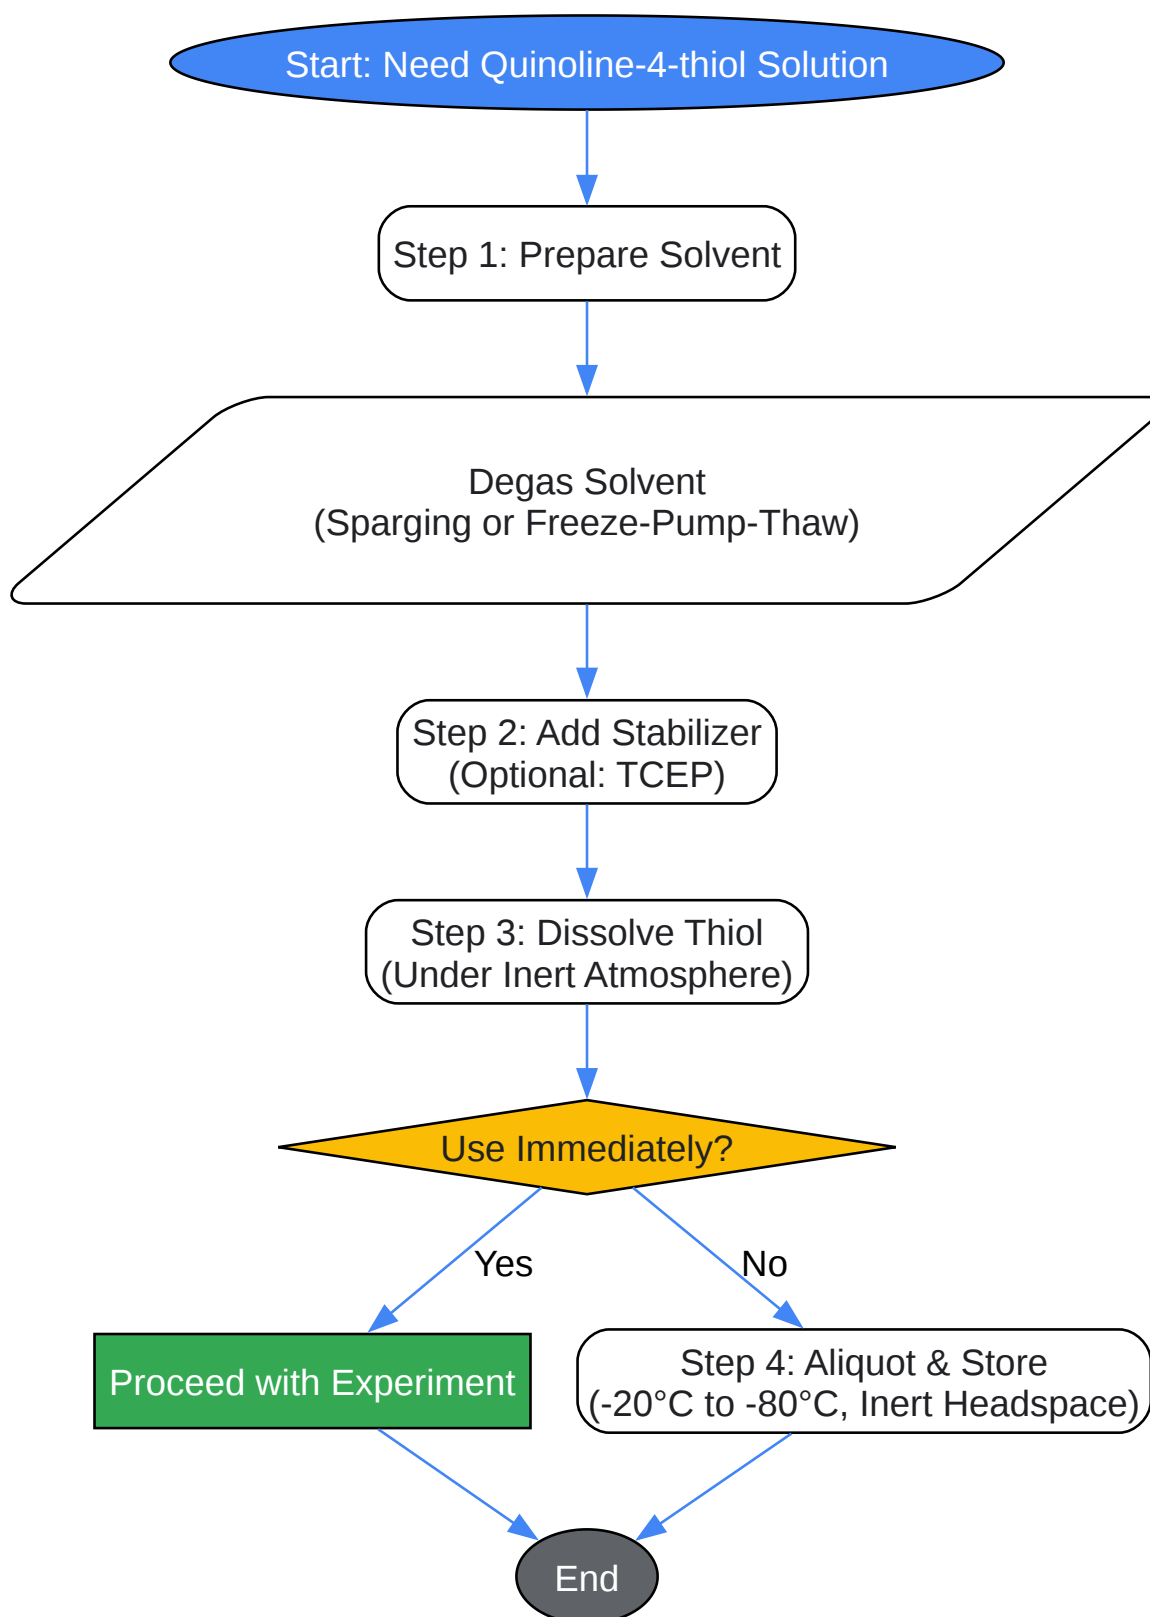 Start: Need Quinoline-4-thiol Solution
Step 1: Prepare Solvent
Degas Solvent
(Sparging or Freeze-Pump-Thaw)
Step 2: Add Stabilizer
(Optional: TCEP)
Step 3: Dissolve Thiol
(Under Inert Atmosphere)
Use Immediately?
Yes
No
Proceed with Experiment
Step 4: Aliquot & Store
(-20°C to -80°C, Inert Headspace)
End